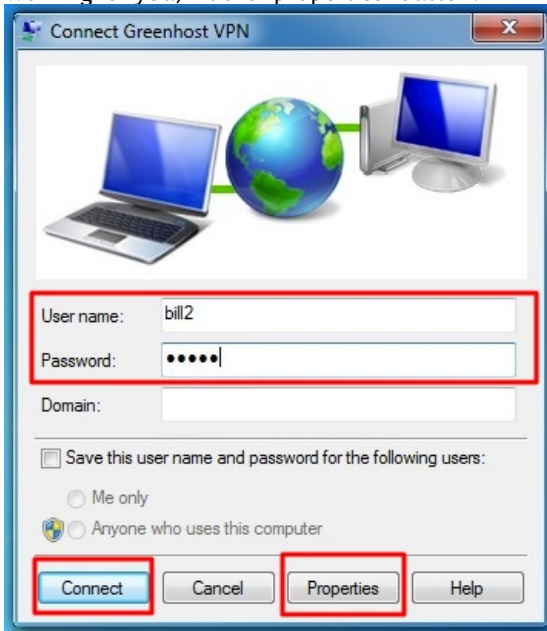 Connect Greenhost VPN
User name: bill2
Password: •••••
Domain:
Save this user name and password for the following users:
Me only
Anyone who uses this computer
Connect Cancel Properties Help